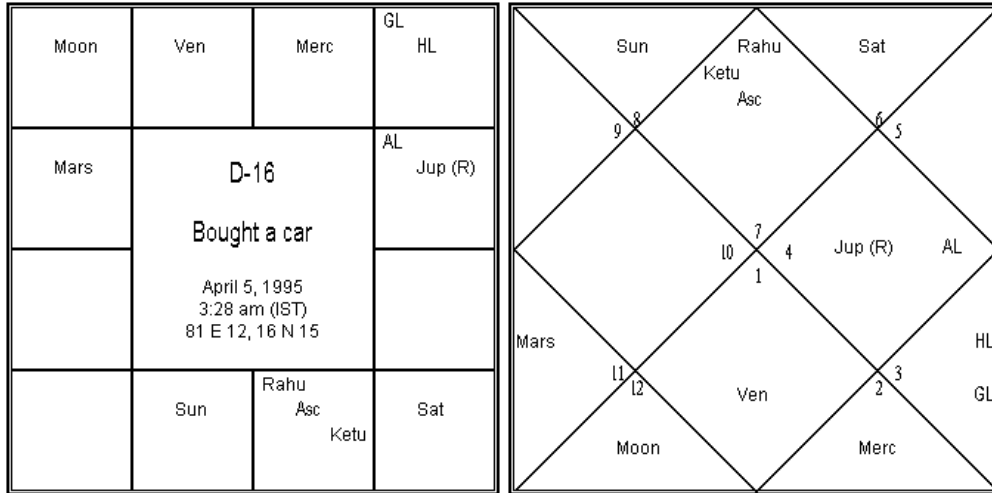 GL
Moon Ven Merc HL
Mars
AL
Jup (R)
D-16
Bought a car
April 5, 1995
3:28 am (IST)
81 E 12, 16 N 15
Rahu
Sun Asc Sat
Ketu
Sun Rahu Sat
Ketu
Asc
8 6
9 5
7
10 4 Jup (R) AL
1
Mars HL
11 3
12 2
Ven GL
Moon Merc